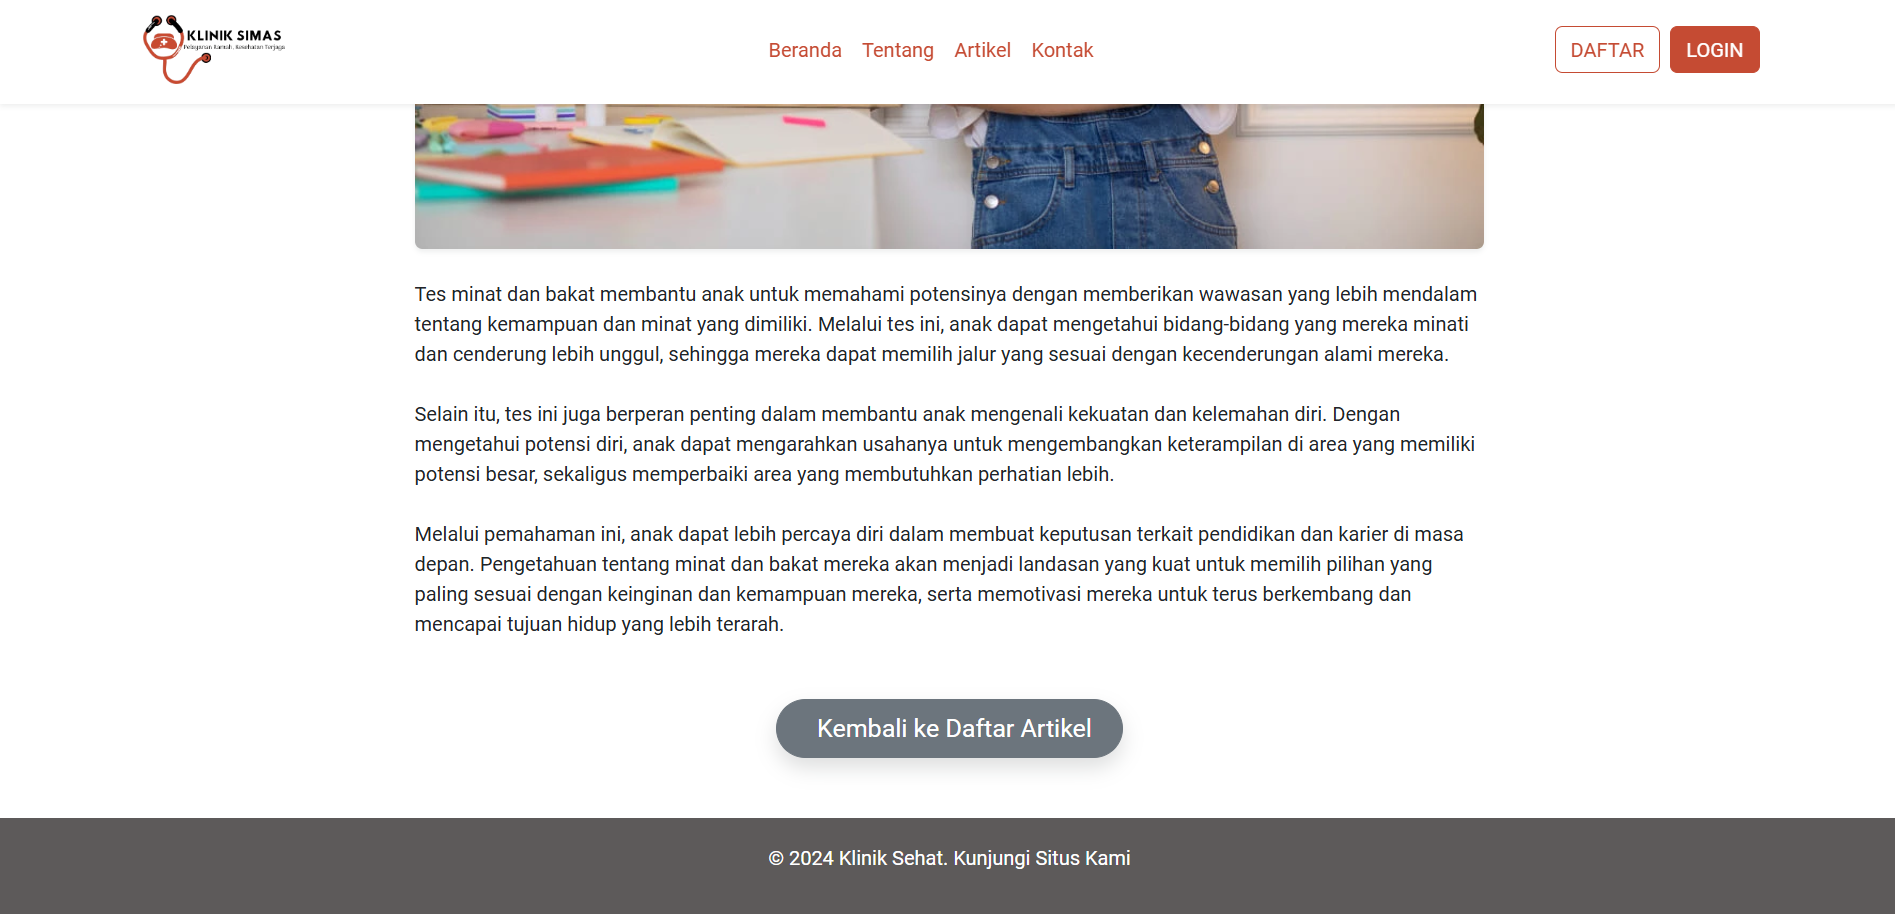 KLINIK SIMAS
Pelayanan Ramah, Kesehatan Terjaga
Beranda
Tentang
Artikel
Kontak
DAFTAR
LOGIN
Tes minat dan bakat membantu anak untuk memahami potensinya dengan memberikan wawasan yang lebih mendalam
tentang kemampuan dan minat yang dimiliki. Melalui tes ini, anak dapat mengetahui bidang-bidang yang mereka minati
dan cenderung lebih unggul, sehingga mereka dapat memilih jalur yang sesuai dengan kecenderungan alami mereka.
Selain itu, tes ini juga berperan penting dalam membantu anak mengenali kekuatan dan kelemahan diri. Dengan
mengetahui potensi diri, anak dapat mengarahkan usahanya untuk mengembangkan keterampilan di area yang memiliki
potensi besar, sekaligus memperbaiki area yang membutuhkan perhatian lebih.
Melalui pemahaman ini, anak dapat lebih percaya diri dalam membuat keputusan terkait pendidikan dan karier di masa
depan. Pengetahuan tentang minat dan bakat mereka akan menjadi landasan yang kuat untuk memilih pilihan yang
paling sesuai dengan keinginan dan kemampuan mereka, serta memotivasi mereka untuk terus berkembang dan
mencapai tujuan hidup yang lebih terarah.
Kembali ke Daftar Artikel
© 2024 Klinik Sehat. Kunjungi Situs Kami